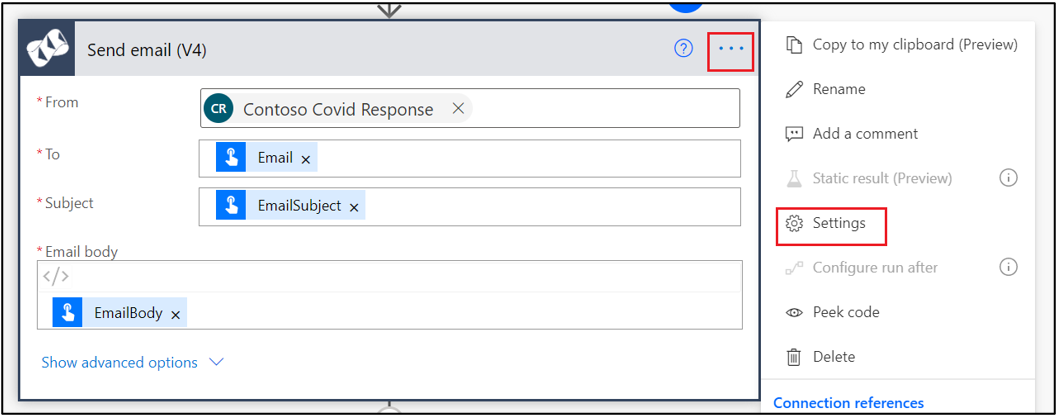 Send email (V4)
?
...
* From
CR Contoso Covid Response ×
* To
Email ×
* Subject
EmailSubject ×
* Email body
</>
EmailBody ×
Show advanced options
Copy to my clipboard (Preview)
Rename
Add a comment
Static result (Preview)
Settings
Configure run after
Peek code
Delete
Connection references